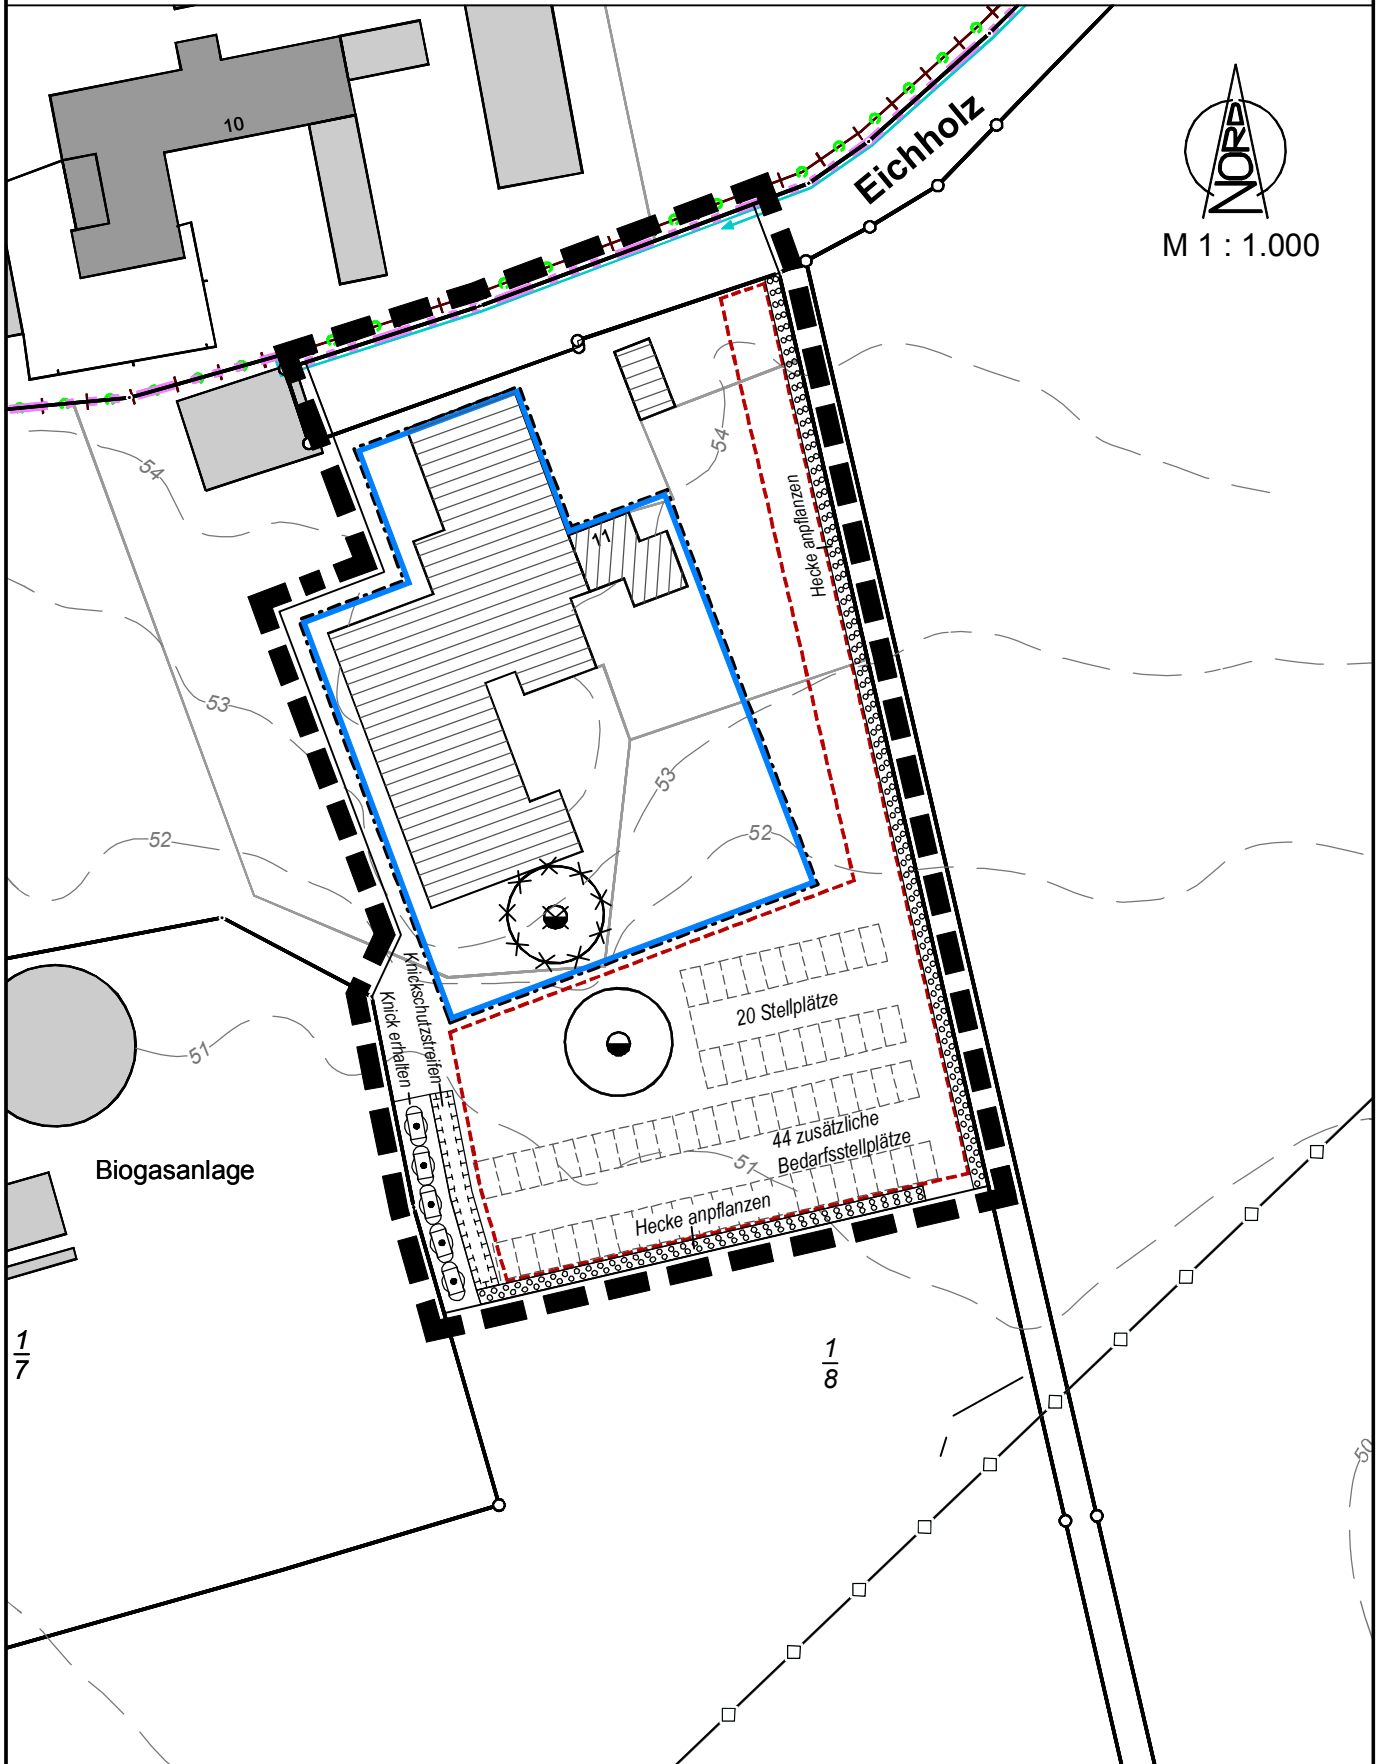 10
Eichholz
NORD
M 1 : 1.000
54
54
Hecke anpflanzen
11
53
53
52
52
Knickschutzstreifen
Knick erhalten
20 Stellplätze
51
44 zusätzliche
Bedarfsstellplätze
51
Biogasanlage
Hecke anpflanzen
1
7
1
8
50